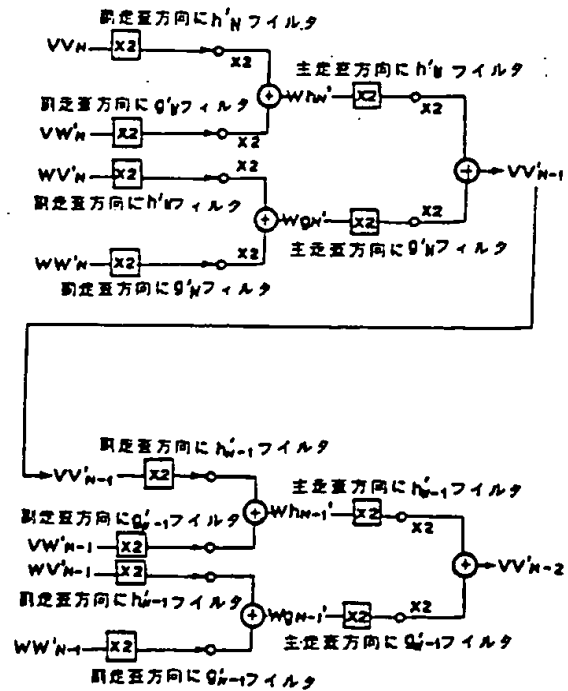 副走査方向にh'Nフィルタ
VVN X2 X2
主走査方向にh'Nフィルタ
WhN' X2 X2
副走査方向にg'Nフィルタ
VW'N X2 X2
WV'N X2 X2
VV'N-1
副走査方向にh'Nフィルタ
WgN' X2 X2
主走査方向にg'Nフィルタ
WW'N X2 X2
副走査方向にg'Nフィルタ
副走査方向にh'N-1フィルタ
VV'N-1 X2
主走査方向にh'N-1フィルタ
WhN-1' X2 X2
副走査方向にg'N-1フィルタ
VW'N-1 X2
WV'N-1 X2
VV'N-2
副走査方向にh'N-1フィルタ
WgN-1' X2 X2
主走査方向にg'N-1フィルタ
WW'N-1 X2
副走査方向にg'N-1フィルタ